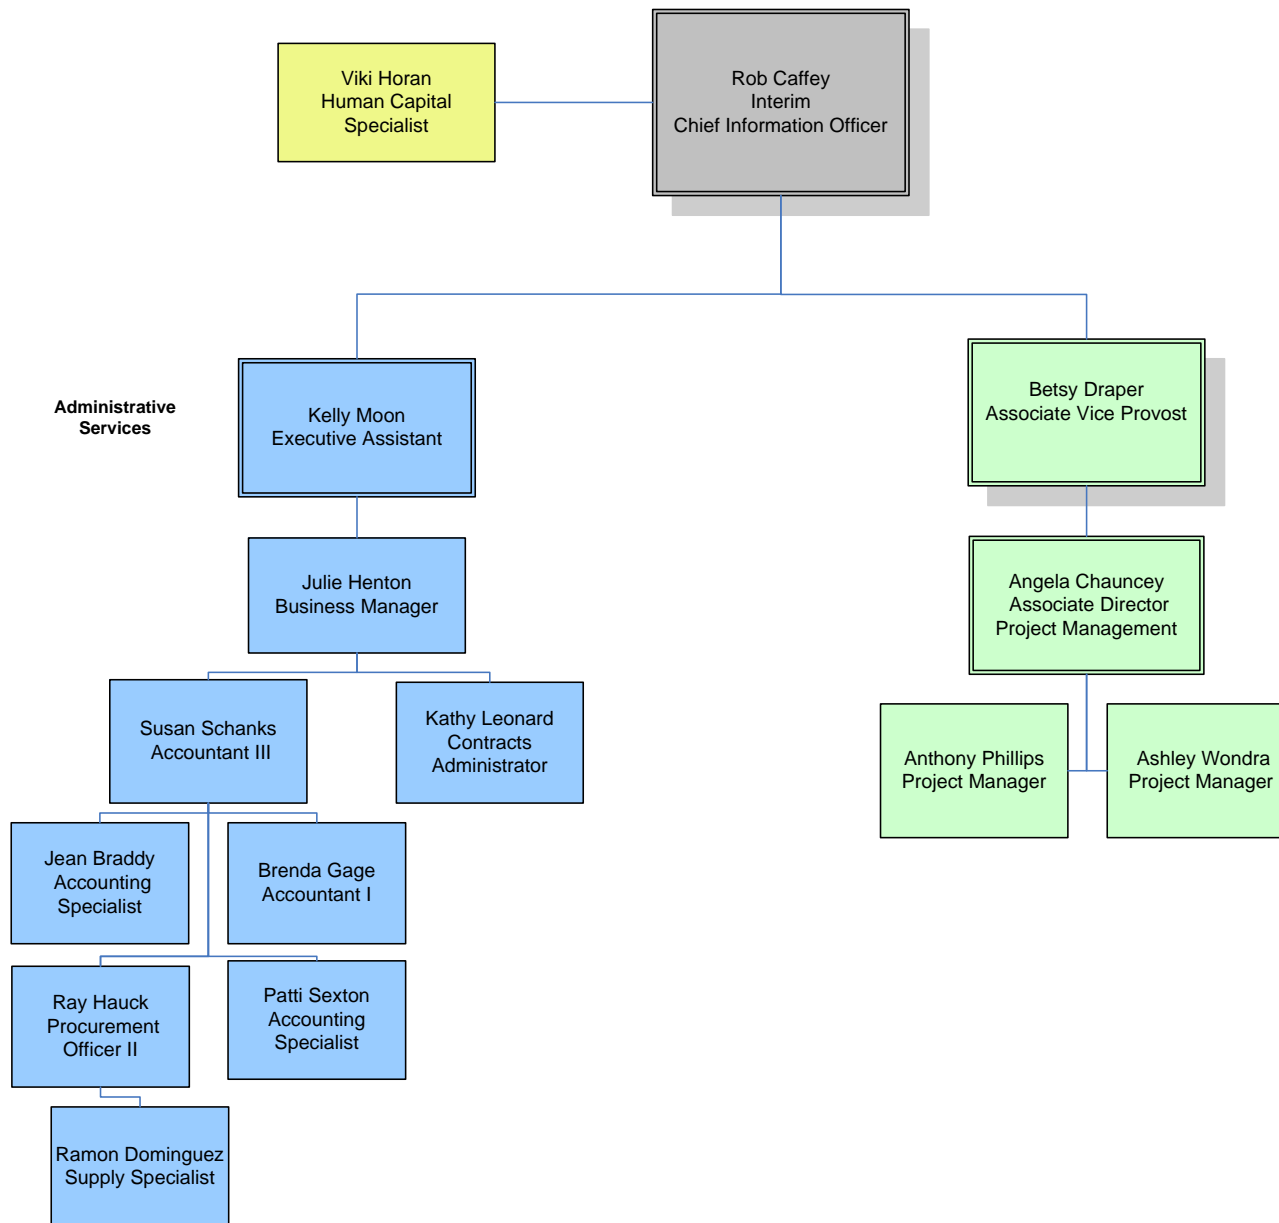 Viki Horan
Human Capital
Specialist
Rob Caffey
Interim
Chief Information Officer
Administrative
Services
Kelly Moon
Executive Assistant
Betsy Draper
Associate Vice Provost
Julie Henton
Business Manager
Angela Chauncey
Associate Director
Project Management
Susan Schanks
Accountant III
Kathy Leonard
Contracts
Administrator
Anthony Phillips
Project Manager
Ashley Wondra
Project Manager
Jean Braddy
Accounting
Specialist
Brenda Gage
Accountant I
Ray Hauck
Procurement
Officer II
Patti Sexton
Accounting
Specialist
Ramon Dominguez
Supply Specialist